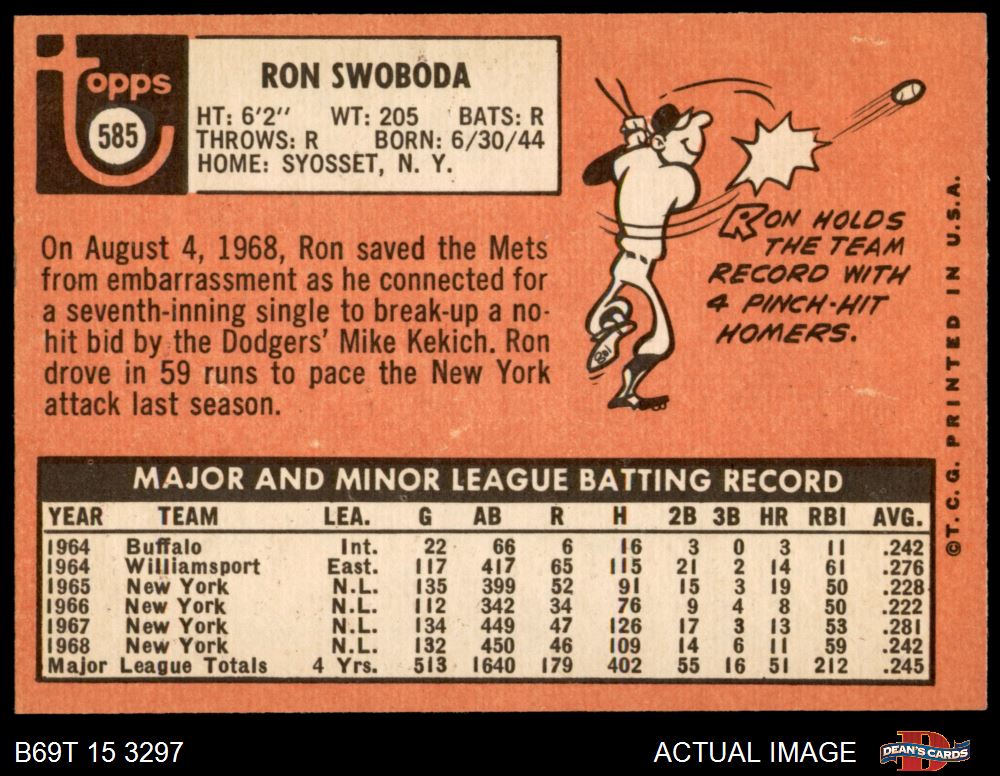 Topps
585
RON SWOBODA
HT: 6'2" WT: 205 BATS: R
THROWS: R BORN: 6/30/44
HOME: SYOSSET, N. Y.
On August 4, 1968, Ron saved the Mets
from embarrassment as he connected for
a seventh-inning single to break-up a no-
hit bid by the Dodgers' Mike Kekich. Ron
drove in 59 runs to pace the New York
attack last season.
RON HOLDS
THE TEAM
RECORD WITH
4 PINCH-HIT
HOMERS.
©T.C.G. PRINTED IN U.S.A.
MAJOR AND MINOR LEAGUE BATTING RECORD
YEAR TEAM LEA. G AB R H 2B 3B HR RBI AVG.
1964 Buffalo Int. 22 66 6 16 3 0 3 11 .242
1964 Williamsport East. 117 417 65 115 21 2 14 61 .276
1965 New York N.L. 135 399 52 91 15 3 19 50 .228
1966 New York N.L. 112 342 34 76 9 4 8 50 .222
1967 New York N.L. 134 449 47 126 17 3 13 53 .281
1968 New York N.L. 132 450 46 109 14 6 11 59 .242
Major League Totals 4 Yrs. 513 1640 179 402 55 16 51 212 .245
B69T 15 3297
ACTUAL IMAGE
DEAN'S CARDS